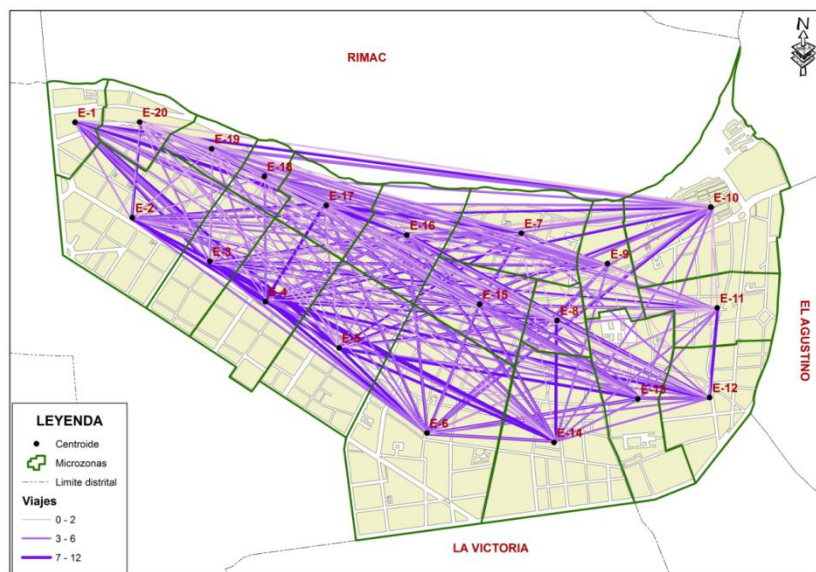 N
RIMAC
E-1
E-20
E-19
E-18
E-17
E-10
E-2
E-16
E-7
E-3
E-9
E-4
E-15
E-8
E-11
EL AGUSTINO
E-5
E-13
E-12
E-6
E-14
LEYENDA
Centroide
Microzonas
Limite distrital
Viajes
0 - 2
3 - 6
7 - 12
LA VICTORIA